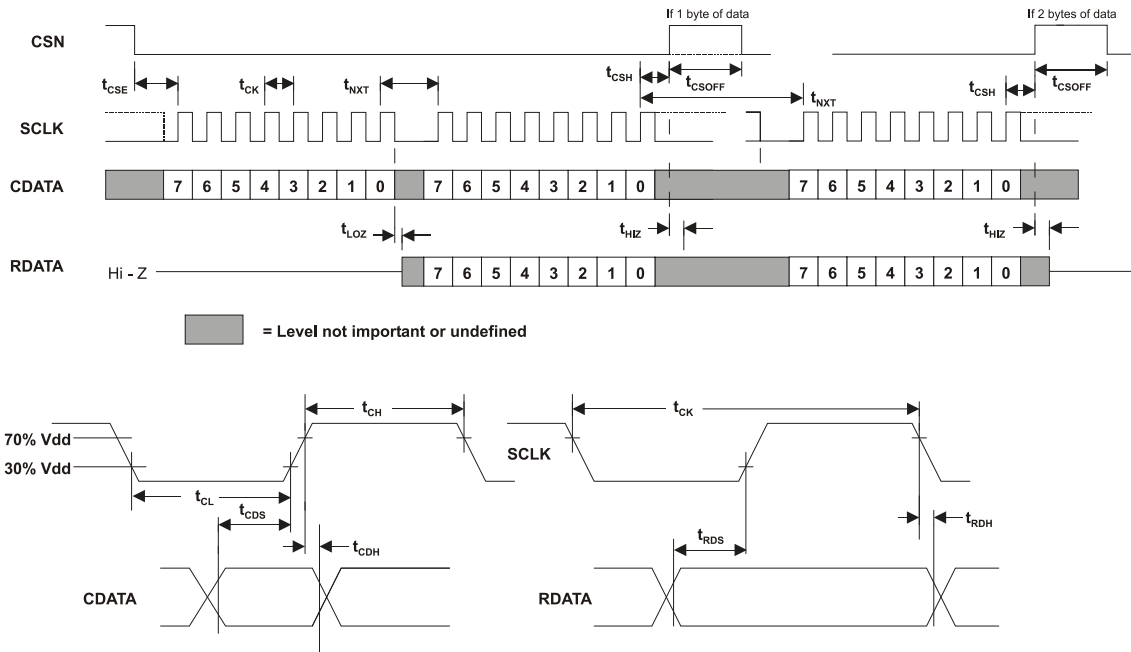 If 1 byte of data If 2 bytes of data
CSN
tCSE tCK tNXT tCSH tCSOFF tNXT tCSH tCSOFF
SCLK
CDATA 7 6 5 4 3 2 1 0 7 6 5 4 3 2 1 0 7 6 5 4 3 2 1 0
tLOZ tHIZ tHIZ
RDATA Hi - Z 7 6 5 4 3 2 1 0 7 6 5 4 3 2 1 0
= Level not important or undefined
tCH tCK
70% Vdd
SCLK
30% Vdd
tCL
tCDS
tRDH
tRDS
tCDH
CDATA RDATA